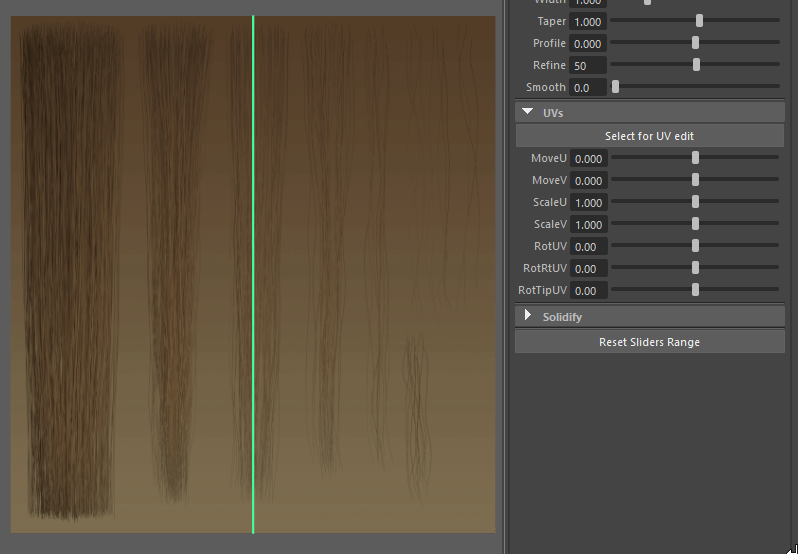 Width 1.000
Taper 1.000
Profile 0.000
Refine 50
Smooth 0.0
UVs
Select for UV edit
MoveU 0.000
MoveV 0.000
ScaleU 1.000
ScaleV 1.000
RotUV 0.00
RotRtUV 0.00
RotTipUV 0.00
Solidify
Reset Sliders Range